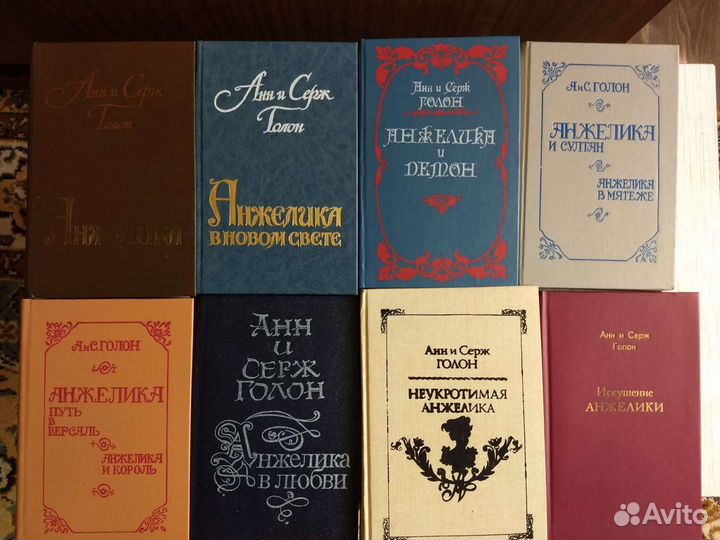 Анн и Серж
Голон
Анжелика
Анн и Серж
Голон
Анжелика
в новом свете
Анн и Серж
Голон
Анжелика
и
Демон
А и С. Голон
Анжелика
и султан
Анжелика
в мятеже
А и С. Голон
Анжелика
путь
в
Версаль
Анжелика
и король
Анн
и
Серж
Голон
Анжелика
в любви
Анн и Серж
Голон
Неукротимая
Анжелика
Анн и Серж
Голон
Искушение
Анжелики
Avito